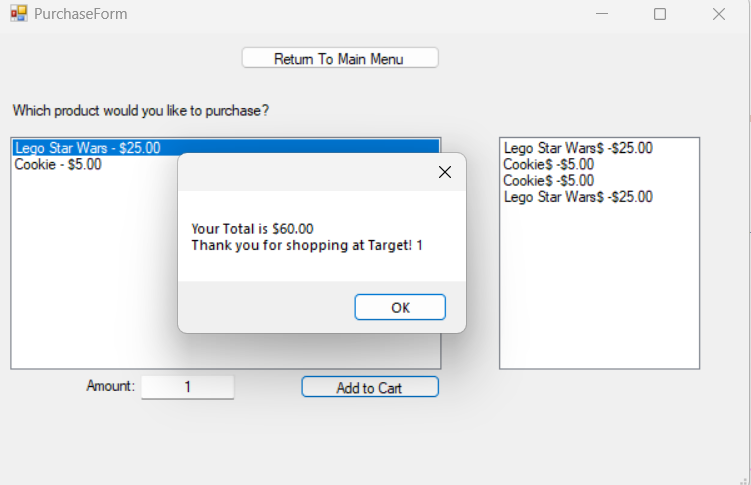 PurchaseForm
Return To Main Menu
Which product would you like to purchase?
Lego Star Wars - $25.00
Cookie - $5.00
Lego Star Wars$ -$25.00
Cookie$ -$5.00
Cookie$ -$5.00
Lego Star Wars$ -$25.00
Your Total is $60.00
Thank you for shopping at Target! 1
OK
Amount: 1
Add to Cart